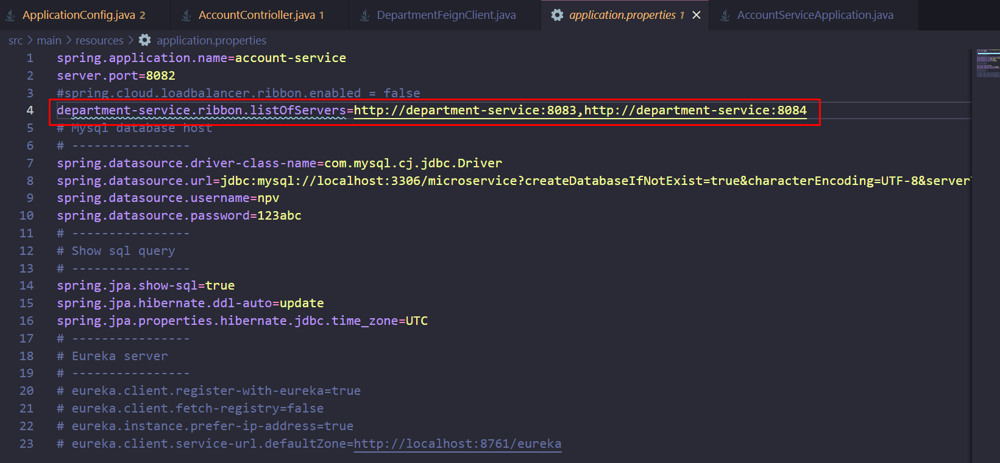 ApplicationConfig.java 2 AccountContrioller.java 1 DepartmentFeignClient.java application.properties 1 AccountServiceApplication.java
src > main > resources > application.properties
1 spring.application.name=account-service
2 server.port=8082
3 #spring.cloud.loadbalancer.ribbon.enabled = false
4 department-service.ribbon.listOfServers=http://department-service:8083,http://department-service:8084
5 # Mysql database host
6 # ----------------
7 spring.datasource.driver-class-name=com.mysql.cj.jdbc.Driver
8 spring.datasource.url=jdbc:mysql://localhost:3306/microservice?createDatabaseIfNotExist=true&characterEncoding=UTF-8&server
9 spring.datasource.username=npv
10 spring.datasource.password=123abc
11 # ----------------
12 # Show sql query
13 # ----------------
14 spring.jpa.show-sql=true
15 spring.jpa.hibernate.ddl-auto=update
16 spring.jpa.properties.hibernate.jdbc.time_zone=UTC
17 # ----------------
18 # Eureka server
19 # ----------------
20 # eureka.client.register-with-eureka=true
21 # eureka.client.fetch-registry=false
22 # eureka.instance.prefer-ip-address=true
23 # eureka.client.service-url.defaultZone=http://localhost:8761/eureka